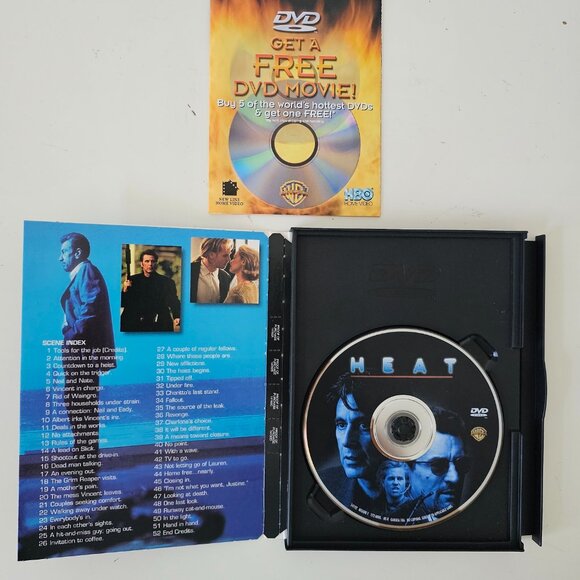 DVD
GET A
FREE
DVD MOVIE!
Buy 5 of the world's hottest DVDs
& get one FREE!*
NEW LINE
HOME VIDEO
WB
HBO
HOME VIDEO
SCENE INDEX
1 Tools for the job (Credits).
2 Attention in the morning.
3 Countdown to a heist.
4 Quick on the trigger.
5 Neil and Nate.
6 Vincent in charge.
7 Rid of Waingro.
8 Three households under strain.
9 A connection: Neil and Eady.
10 Albert irks Vincent's ire.
11 Deals in the works.
12 No attachments.
13 Rules of the games.
14 A lead on Slick.
15 Shootout at the drive-in.
16 Dead man talking.
17 An evening out.
18 The Grim Reaper visits.
19 A mother's pain.
20 The mess Vincent leaves.
21 Couples seeking comfort.
22 Walking away under watch.
23 Everybody's in.
24 In each other's sights.
25 A hit-and-miss guy, going out.
26 Invitation to coffee.
27 A couple of regular fellows.
28 Where those people are.
29 New afflictions.
30 The heist begins.
31 Tipped off.
32 Under fire.
33 Cherito's last stand.
34 Fallout.
35 The source of the leak.
36 Revenge.
37 Charlene's choice.
38 It will be different.
39 A means toward closure.
40 No point.
41 With a wave.
42 TV to go.
43 Not letting go of Lauren.
44 Home free...nearly.
45 Closing in.
46 "I'm not what you want, Justine."
47 Looking at death.
48 One last look.
49 Runway cat-and-mouse.
50 In the light.
51 Hand in hand.
52 End Credits.
HEAT
DVD
WB